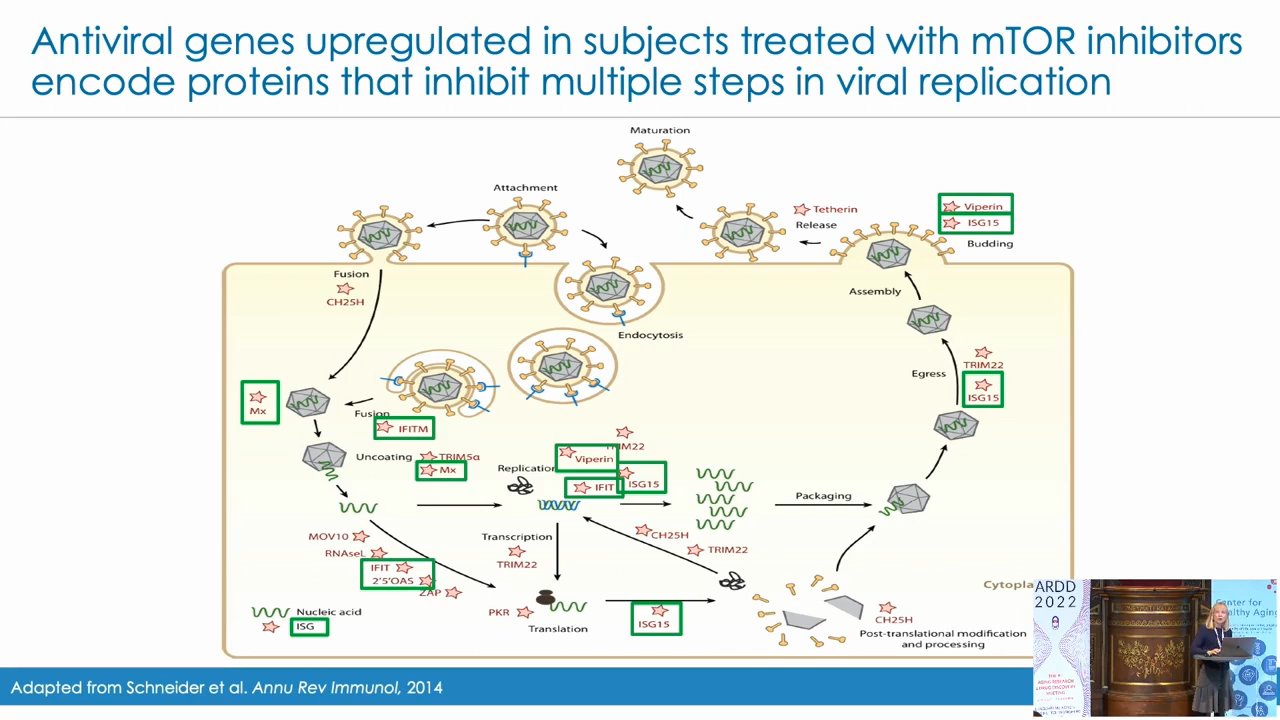 Antiviral genes upregulated in subjects treated with mTOR inhibitors
encode proteins that inhibit multiple steps in viral replication
Maturation
Attachment
Tetherin
Release
Viperin
ISG15
Budding
Fusion
CH25H
Assembly
Endocytosis
TRIM22
Egress
ISG15
Mx
Fusion
IFITM
Uncoating
TRIM5α
Mx
Replication
TRIM22
Viperin
ISG15
IFIT
Packaging
MOV10
RNAseL
IFIT
2'5'OAS
ZAP
Transcription
TRIM22
CH25H
TRIM22
PKR
Translation
ISG15
CH25H
Post-translational modification
and processing
Nucleic acid
ISG
ARDD
2022
Adapted from Schneider et al. Annu Rev Immunol, 2014